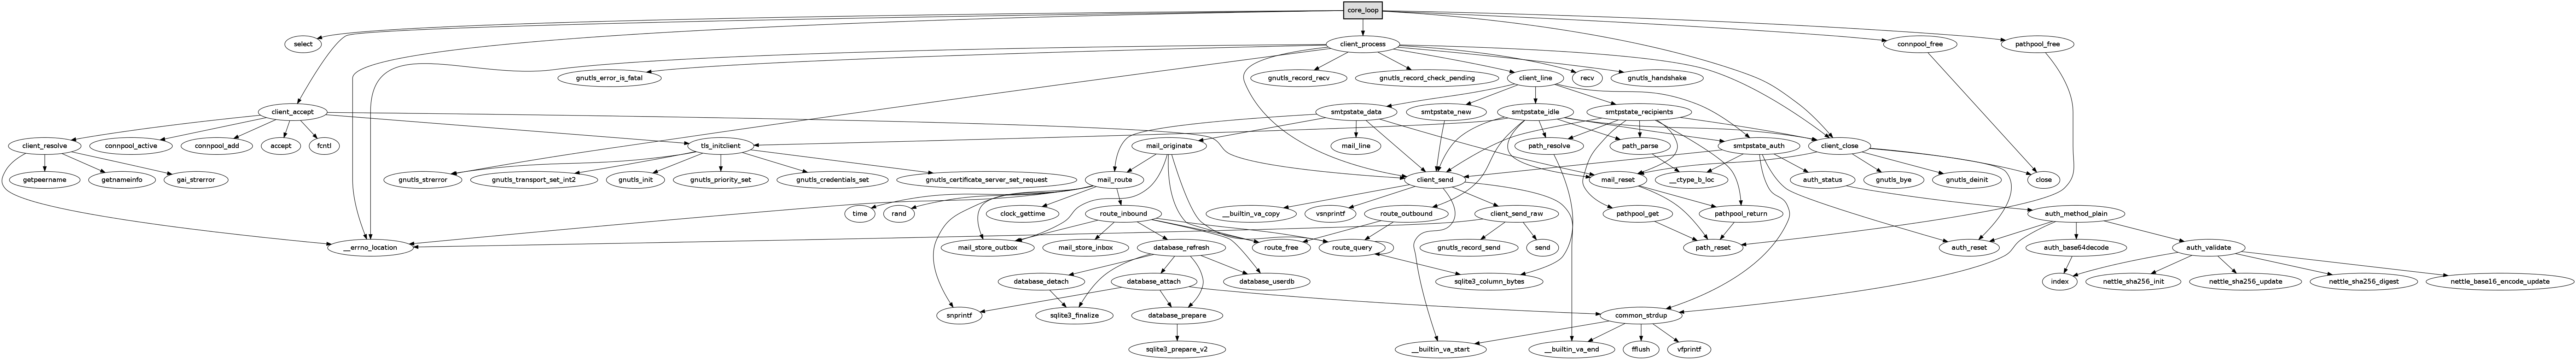 core_loop
select
client_process
connpool_free
pathpool_free
gnutls_error_is_fatal
gnutls_record_recv
gnutls_record_check_pending
client_line
recv
gnutls_handshake
client_accept
smtpstate_data
smtpstate_new
smtpstate_idle
smtpstate_recipients
client_resolve
connpool_active
connpool_add
accept
fcntl
tls_initclient
mail_originate
mail_line
path_resolve
path_parse
smtpstate_auth
client_close
getpeername
getnameinfo
gai_strerror
gnutls_strerror
gnutls_transport_set_int2
gnutls_init
gnutls_priority_set
gnutls_credentials_set
gnutls_certificate_server_set_request
mail_route
client_send
mail_reset
__ctype_b_loc
auth_status
gnutls_bye
gnutls_deinit
close
time
rand
clock_gettime
route_inbound
__builtin_va_copy
vsnprintf
route_outbound
client_send_raw
pathpool_get
pathpool_return
auth_method_plain
__errno_location
mail_store_outbox
mail_store_inbox
database_refresh
route_free
route_query
gnutls_record_send
send
path_reset
auth_reset
auth_base64decode
auth_validate
database_detach
database_attach
database_userdb
sqlite3_column_bytes
index
nettle_sha256_init
nettle_sha256_update
nettle_sha256_digest
nettle_base16_encode_update
snprintf
sqlite3_finalize
database_prepare
common_strdup
sqlite3_prepare_v2
__builtin_va_start
__builtin_va_end
fflush
vfprintf